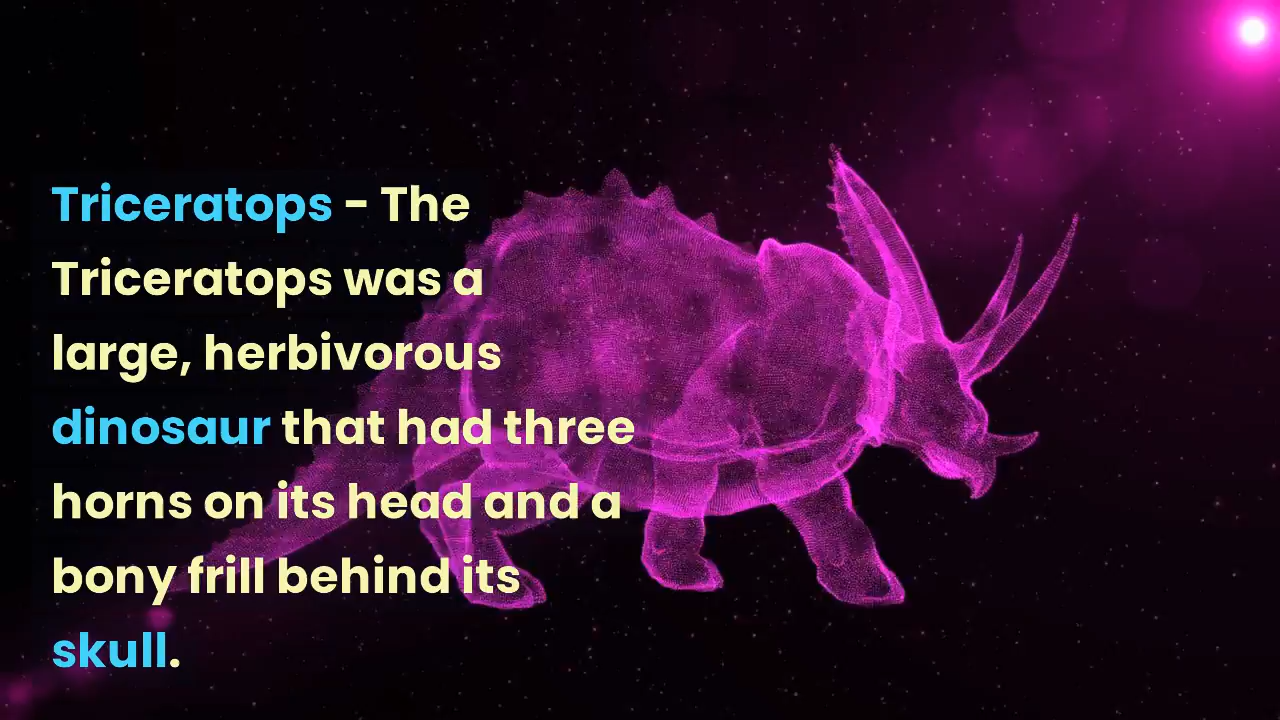 Triceratops - The
Triceratops was a
large, herbivorous
dinosaur that had three
horns on its head and a
bony frill behind its
skull.